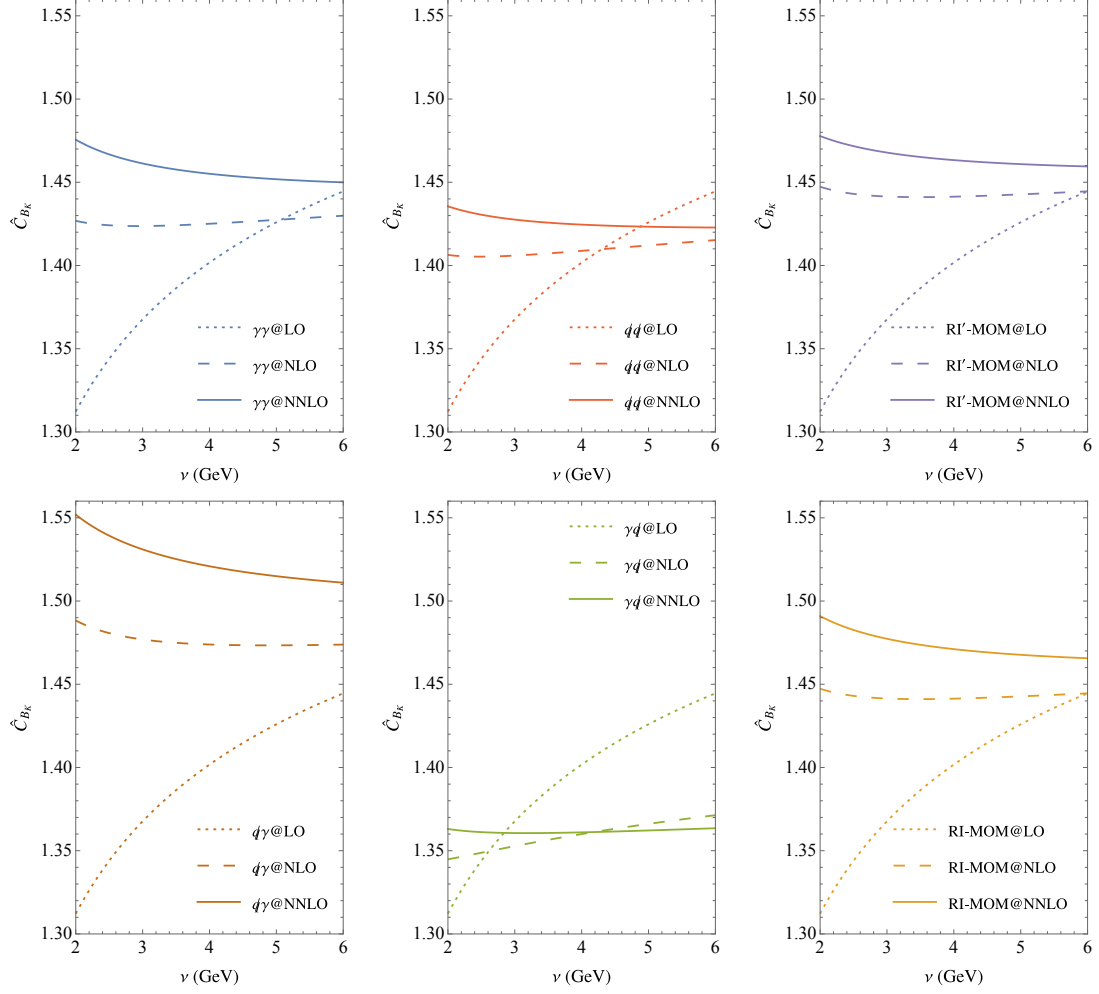 1.55
1.50
1.45
1.40
1.35
1.30
Ĉ_{B_K}
γγ@LO
γγ@NLO
γγ@NNLO
2 3 4 5 6
ν (GeV)
1.55
1.50
1.45
1.40
1.35
1.30
Ĉ_{B_K}
q̸q̸@LO
q̸q̸@NLO
q̸q̸@NNLO
2 3 4 5 6
ν (GeV)
1.55
1.50
1.45
1.40
1.35
1.30
Ĉ_{B_K}
RI′-MOM@LO
RI′-MOM@NLO
RI′-MOM@NNLO
2 3 4 5 6
ν (GeV)
1.55
1.50
1.45
1.40
1.35
1.30
Ĉ_{B_K}
q̸γ@LO
q̸γ@NLO
q̸γ@NNLO
2 3 4 5 6
ν (GeV)
1.55
1.50
1.45
1.40
1.35
1.30
Ĉ_{B_K}
γq̸@LO
γq̸@NLO
γq̸@NNLO
2 3 4 5 6
ν (GeV)
1.55
1.50
1.45
1.40
1.35
1.30
Ĉ_{B_K}
RI-MOM@LO
RI-MOM@NLO
RI-MOM@NNLO
2 3 4 5 6
ν (GeV)